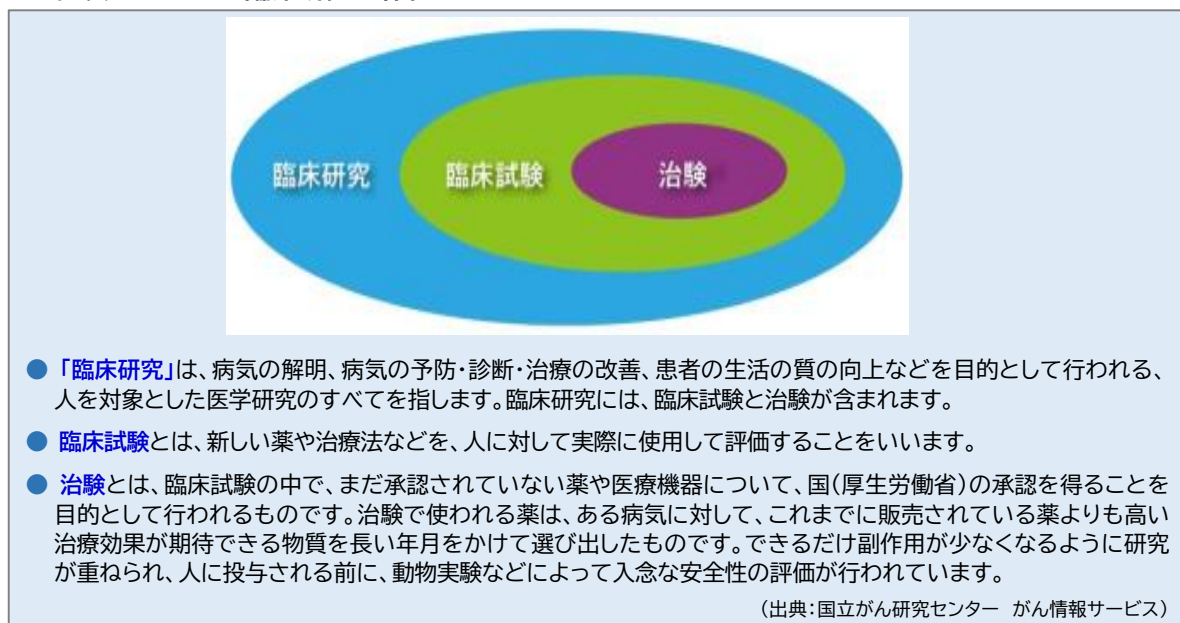 臨床研究
臨床試験
治験
● 「臨床研究」は、病気の解明、病気の予防・診断・治療の改善、患者の生活の質の向上などを目的として行われる、
人を対象とした医学研究のすべてを指します。臨床研究には、臨床試験と治験が含まれます。
● 臨床試験とは、新しい薬や治療法などを、人に対して実際に使用して評価することをいいます。
● 治験とは、臨床試験の中で、まだ承認されていない薬や医療機器について、国(厚生労働省)の承認を得ることを
目的として行われるものです。治験で使われる薬は、ある病気に対して、これまでに販売されている薬よりも高い
治療効果が期待できる物質を長い年月をかけて選び出したものです。できるだけ副作用が少なくなるように研究
が重ねられ、人に投与される前に、動物実験などによって入念な安全性の評価が行われています。
(出典:国立がん研究センター がん情報サービス)